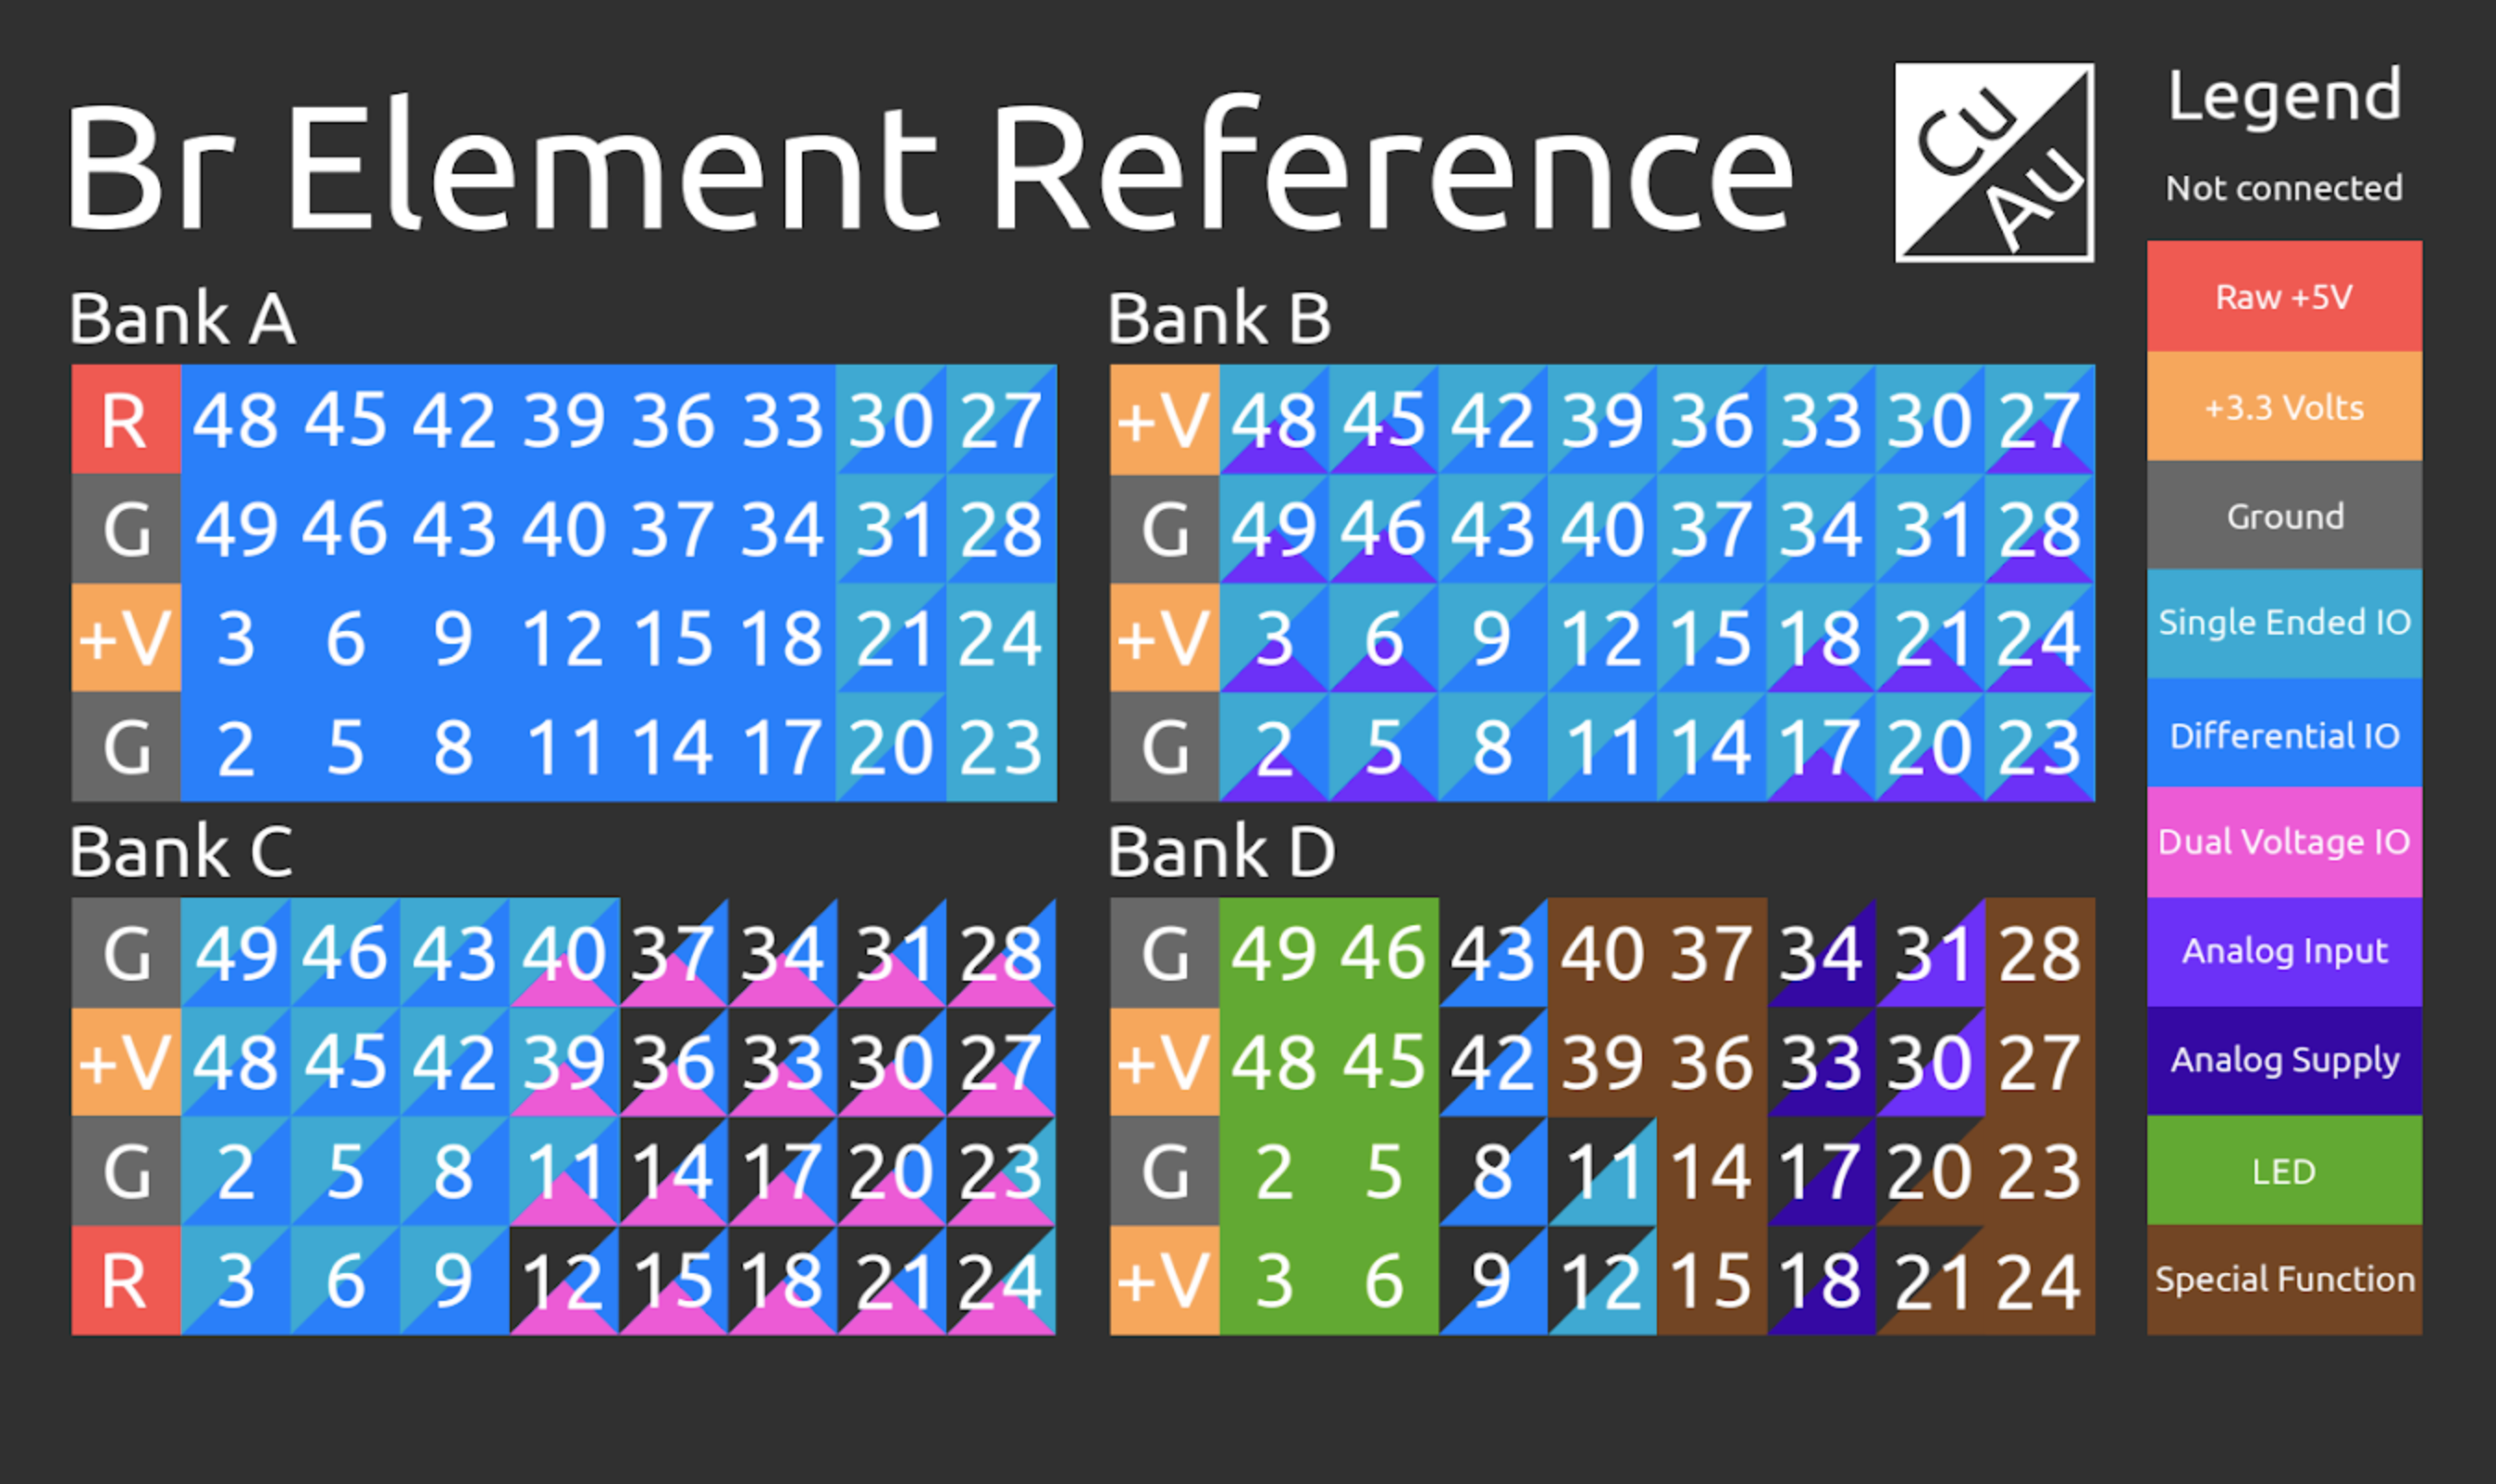 Br Element Reference
Cu
Au
Bank A
R 48 45 42 39 36 33 30 27
G 49 46 43 40 37 34 31 28
+V 3 6 9 12 15 18 21 24
G 2 5 8 11 14 17 20 23
Bank B
+V 48 45 42 39 36 33 30 27
G 49 46 43 40 37 34 31 28
+V 3 6 9 12 15 18 21 24
G 2 5 8 11 14 17 20 23
Bank C
G 49 46 43 40 37 34 31 28
+V 48 45 42 39 36 33 30 27
G 2 5 8 11 14 17 20 23
R 3 6 9 12 15 18 21 24
Bank D
G 49 46 43 40 37 34 31 28
+V 48 45 42 39 36 33 30 27
G 2 5 8 11 14 17 20 23
+V 3 6 9 12 15 18 21 24
Legend
Not connected
Raw +5V
+3.3 Volts
Ground
Single Ended IO
Differential IO
Dual Voltage IO
Analog Input
Analog Supply
LED
Special Function